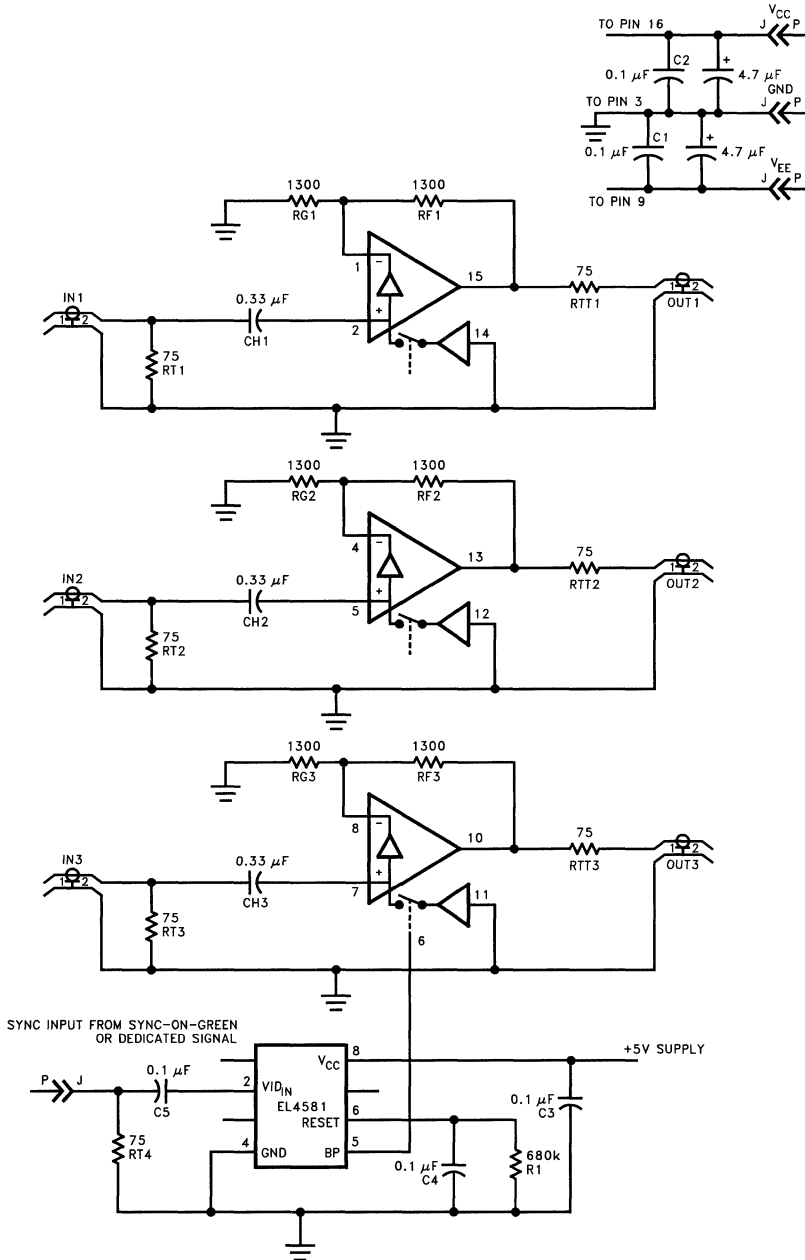 TO PIN 16
VCC
J P
0.1 µF C2 + 4.7 µF
GND
TO PIN 3
J P
0.1 µF C1 + 4.7 µF
VEE
J P
TO PIN 9
1300 1300
RG1 RF1
1 − 15 75
RTT1
1 2
OUT1
IN1
1 2
0.33 µF
CH1
+
2
14
75
RT1
1300 1300
RG2 RF2
4 − 13 75
RTT2
1 2
OUT2
IN2
1 2
0.33 µF
CH2
+
5
12
75
RT2
1300 1300
RG3 RF3
8 − 10 75
RTT3
1 2
OUT3
IN3
1 2
0.33 µF
CH3
+
7
11
75
RT3
6
SYNC INPUT FROM SYNC-ON-GREEN
OR DEDICATED SIGNAL
P J
0.1 µF
C5
75
RT4
2 VIDIN
VCC 8
EL4581
RESET 6
4 GND
BP 5
+5V SUPPLY
0.1 µF
C3
0.1 µF
C4
680k
R1